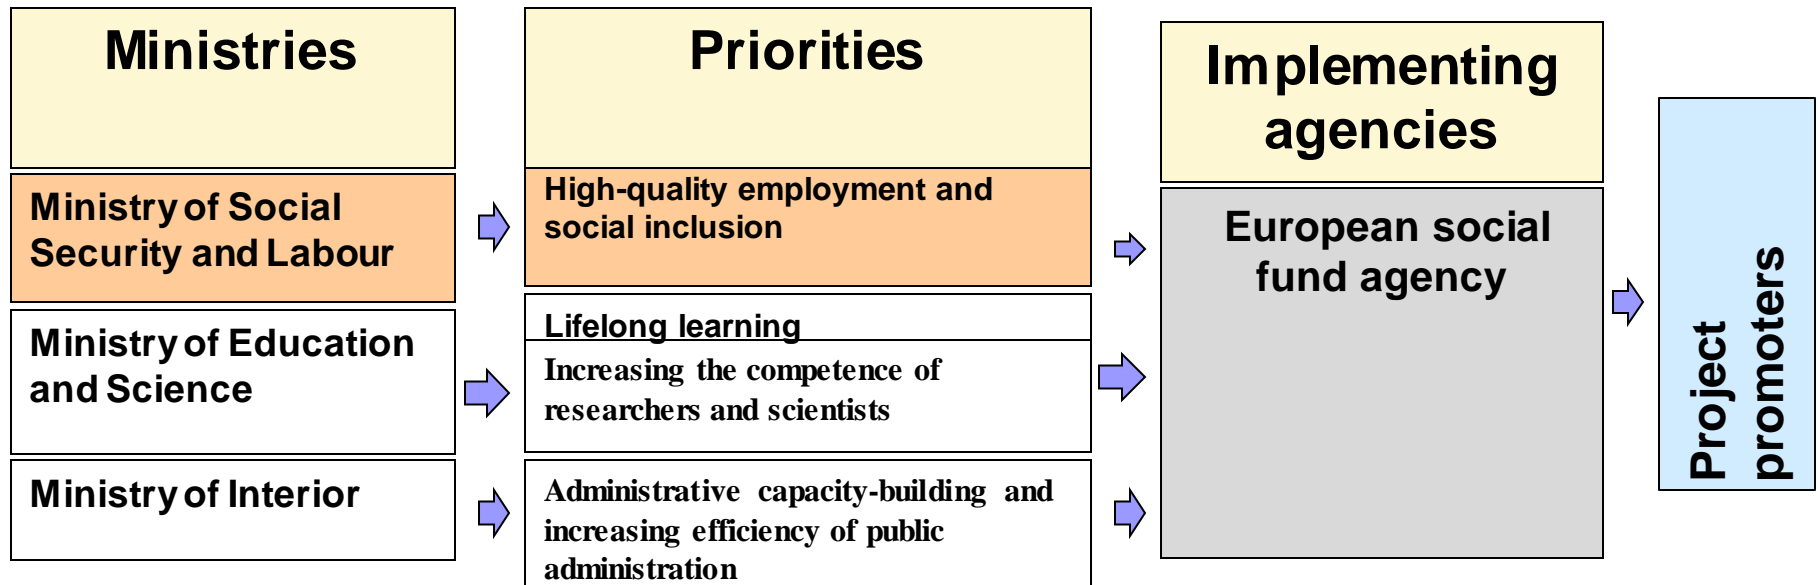 Ministries
Ministry of Social
Security and Labour
Ministry of Education
and Science
Ministry of Interior
Priorities
High-quality employment and
social inclusion
Lifelong learning
Increasing the competence of
researchers and scientists
Administrative capacity-building and
increasing efficiency of public
administration
Implementing
agencies
European social
fund agency
Project
promoters